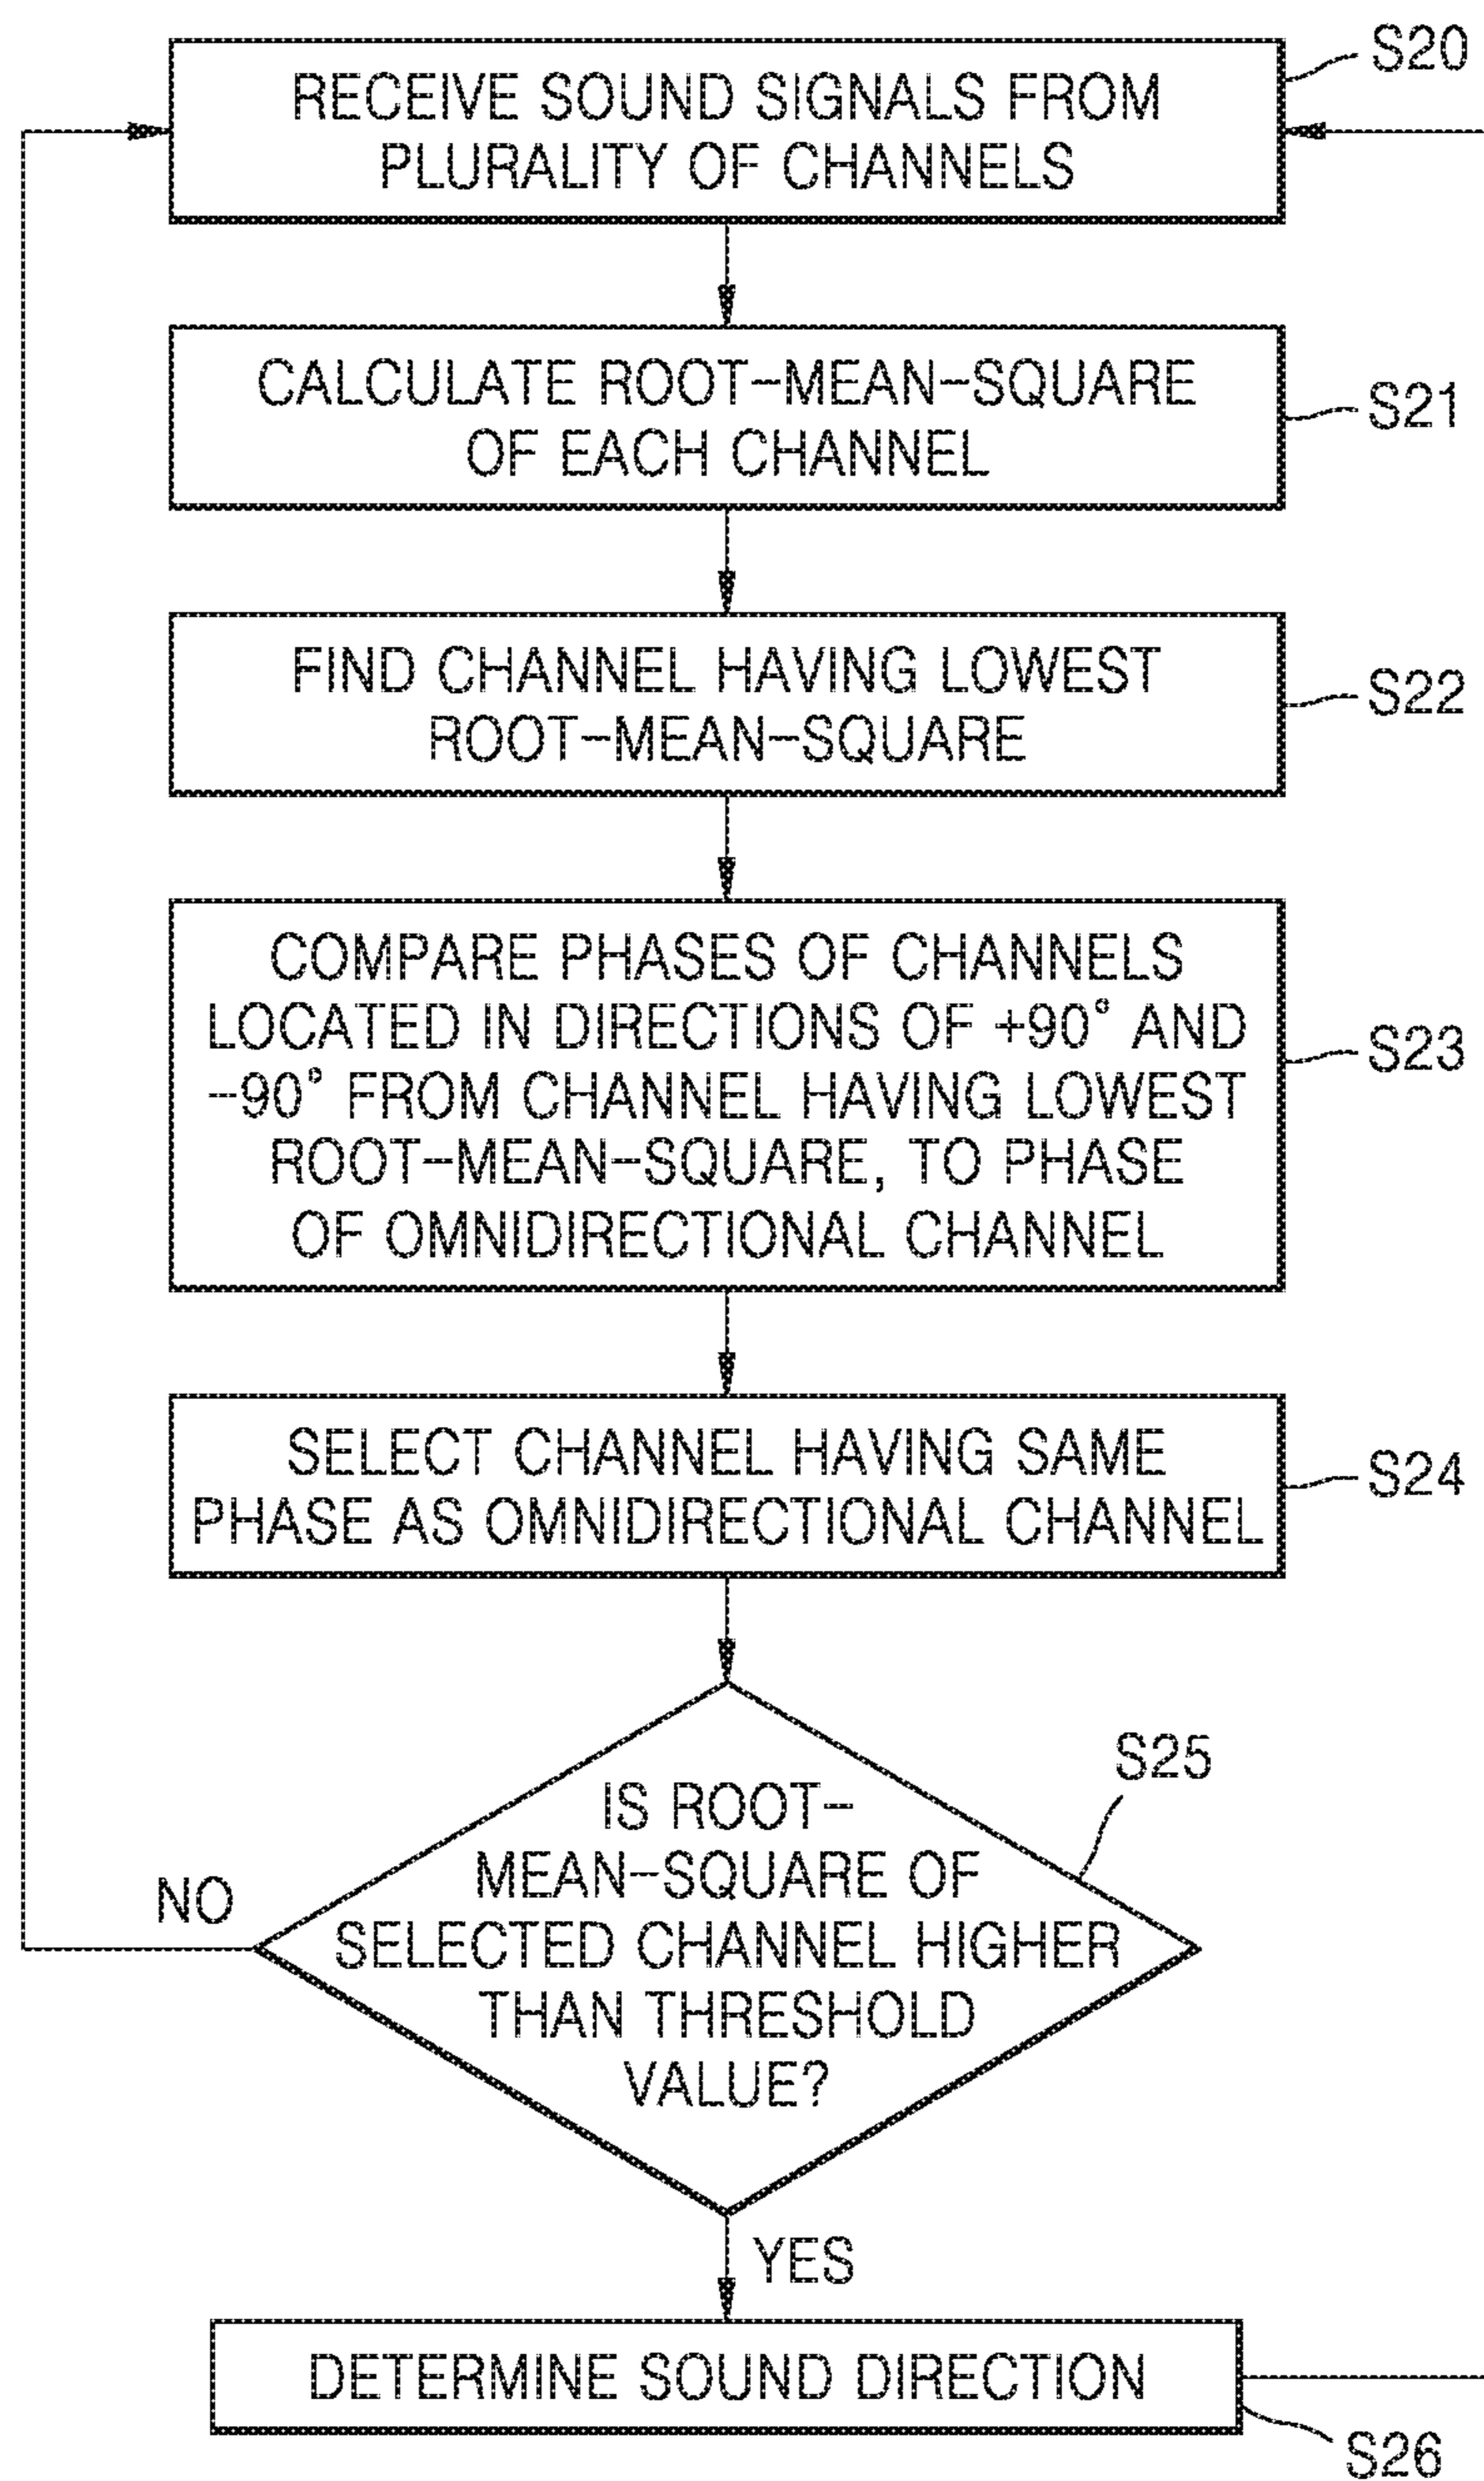 S20
RECEIVE SOUND SIGNALS FROM
PLURALITY OF CHANNELS
CALCULATE ROOT-MEAN-SQUARE
OF EACH CHANNEL
S21
FIND CHANNEL HAVING LOWEST
ROOT-MEAN-SQUARE
S22
COMPARE PHASES OF CHANNELS
LOCATED IN DIRECTIONS OF +90° AND
-90° FROM CHANNEL HAVING LOWEST
ROOT-MEAN-SQUARE, TO PHASE
OF OMNIDIRECTIONAL CHANNEL
S23
SELECT CHANNEL HAVING SAME
PHASE AS OMNIDIRECTIONAL CHANNEL
S24
S25
IS ROOT-
MEAN-SQUARE OF
SELECTED CHANNEL HIGHER
THAN THRESHOLD
VALUE?
NO
YES
DETERMINE SOUND DIRECTION
S26